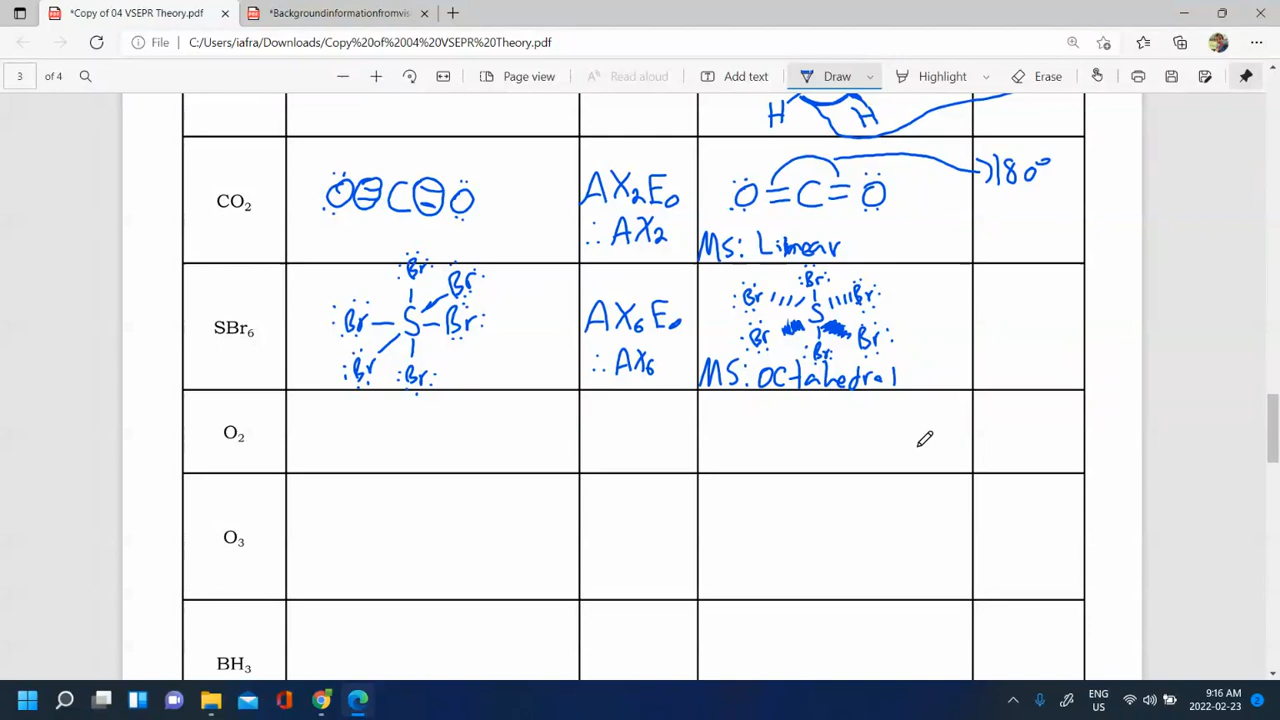 *Copy of 04 VSEPR Theory.pdf
*Backgroundinformationfromvis
File C:/Users/iafra/Downloads/Copy%20of%2004%20VSEPR%20Theory.pdf
3 of 4 Page view Read aloud Add text Draw Highlight Erase
H H
CO₂ O C O AX₂E₀ O = C = O 180°
∴ AX₂ MS: Linear
SBr₆
Br
Br
Br S Br
Br
Br
AX₆E₀
∴ AX₆
Br
Br Br
S
Br Br
Br
MS: Octahedral
O₂
O₃
BH₃
ENG
US
9:16 AM
2022-02-23
2